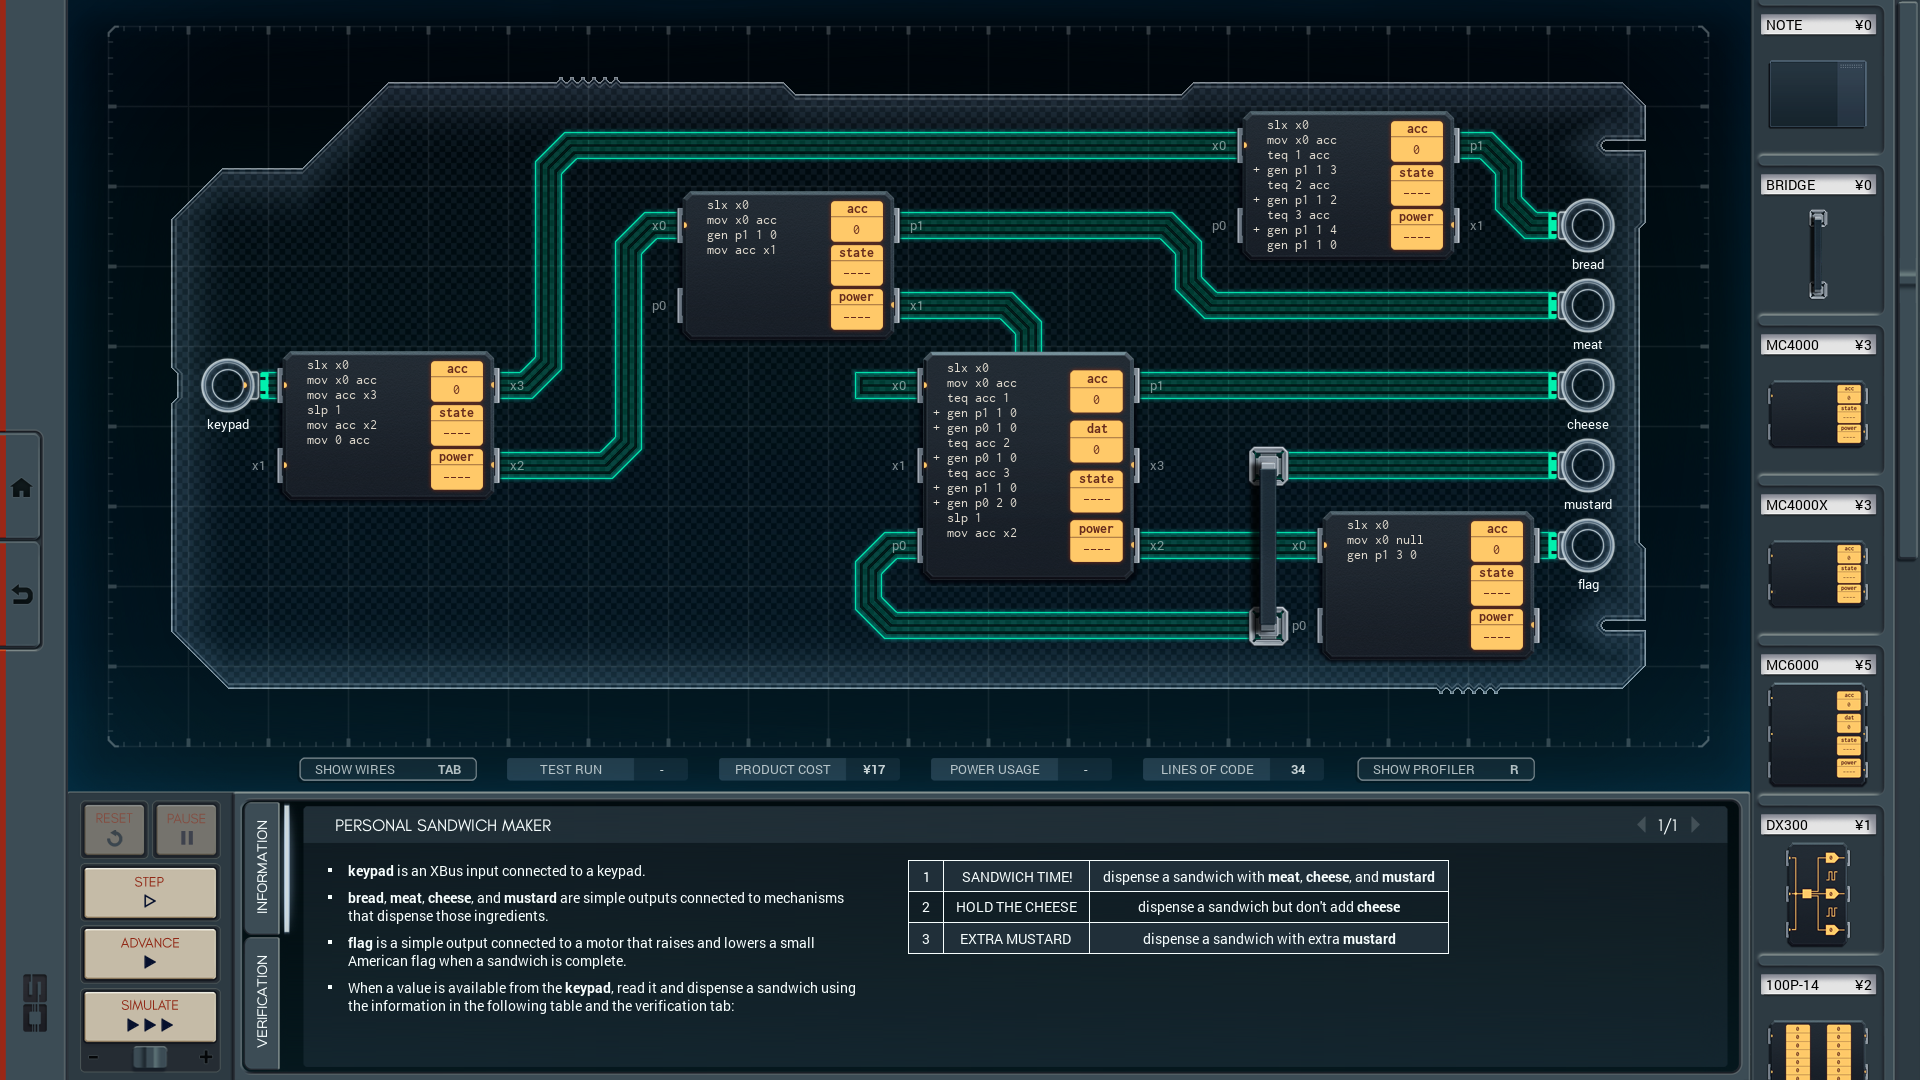 NOTE ¥0
BRIDGE ¥0
MC4000 ¥3
acc
0
state
----
power
----
MC4000X ¥3
acc
0
state
----
power
----
MC6000 ¥5
acc
0
dat
0
state
----
power
----
DX300 ¥1
100P-14 ¥2
slx x0
mov x0 acc
teq 1 acc
+ gen p1 1 3
teq 2 acc
+ gen p1 1 2
teq 3 acc
+ gen p1 1 4
gen p1 1 0
acc
0
state
----
power
----
x0
p0
p1
x1
slx x0
mov x0 acc
gen p1 1 0
mov acc x1
acc
0
state
----
power
----
x0
p0
p1
x1
slx x0
mov x0 acc
mov acc x3
slp 1
mov acc x2
mov 0 acc
acc
0
state
----
power
----
x1
x3
x2
keypad
slx x0
mov x0 acc
teq acc 1
+ gen p1 1 0
+ gen p0 1 0
teq acc 2
+ gen p0 1 0
teq acc 3
+ gen p1 1 0
+ gen p0 2 0
slp 1
mov acc x2
acc
0
dat
0
state
----
power
----
x0
x1
p0
p1
x3
x2
slx x0
mov x0 null
gen p1 3 0
acc
0
state
----
power
----
x0
p0
bread
meat
cheese
mustard
flag
SHOW WIRES TAB
TEST RUN -
PRODUCT COST ¥17
POWER USAGE -
LINES OF CODE 34
SHOW PROFILER R
RESET
PAUSE
STEP
ADVANCE
SIMULATE
- +
INFORMATION
VERIFICATION
PERSONAL SANDWICH MAKER
1/1
keypad is an XBus input connected to a keypad.
bread, meat, cheese, and mustard are simple outputs connected to mechanisms
that dispense those ingredients.
flag is a simple output connected to a motor that raises and lowers a small
American flag when a sandwich is complete.
When a value is available from the keypad, read it and dispense a sandwich using
the information in the following table and the verification tab:
1 SANDWICH TIME! dispense a sandwich with meat, cheese, and mustard
2 HOLD THE CHEESE dispense a sandwich but don't add cheese
3 EXTRA MUSTARD dispense a sandwich with extra mustard